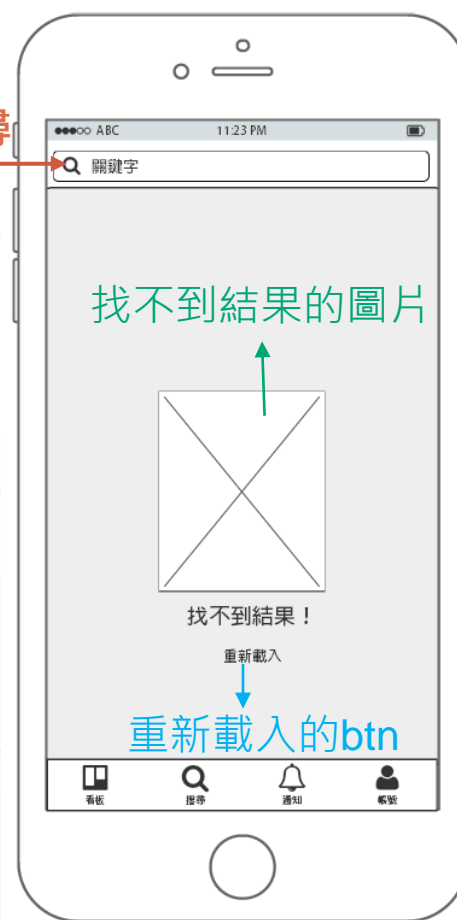 尋
ABC 11:23 PM
關鍵字
找不到結果的圖片
找不到結果！
重新載入
重新載入的btn
看板 搜尋 通知 帳號